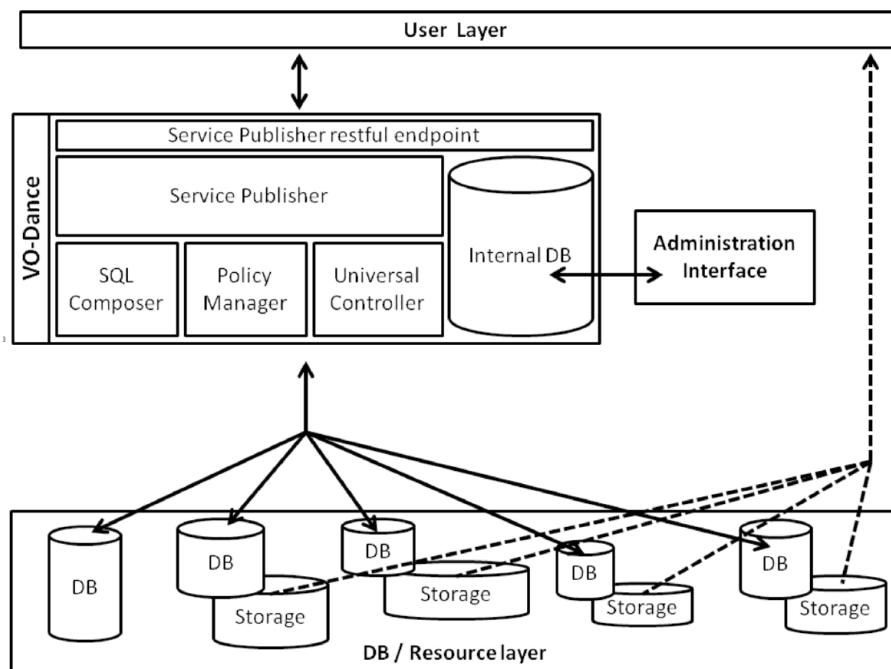 User Layer
VO-Dance
Service Publisher restful endpoint
Service Publisher
SQL
Composer
Policy
Manager
Universal
Controller
Internal DB
Administration
Interface
DB
DB
DB
DB
DB
Storage
Storage
Storage
Storage
DB / Resource layer